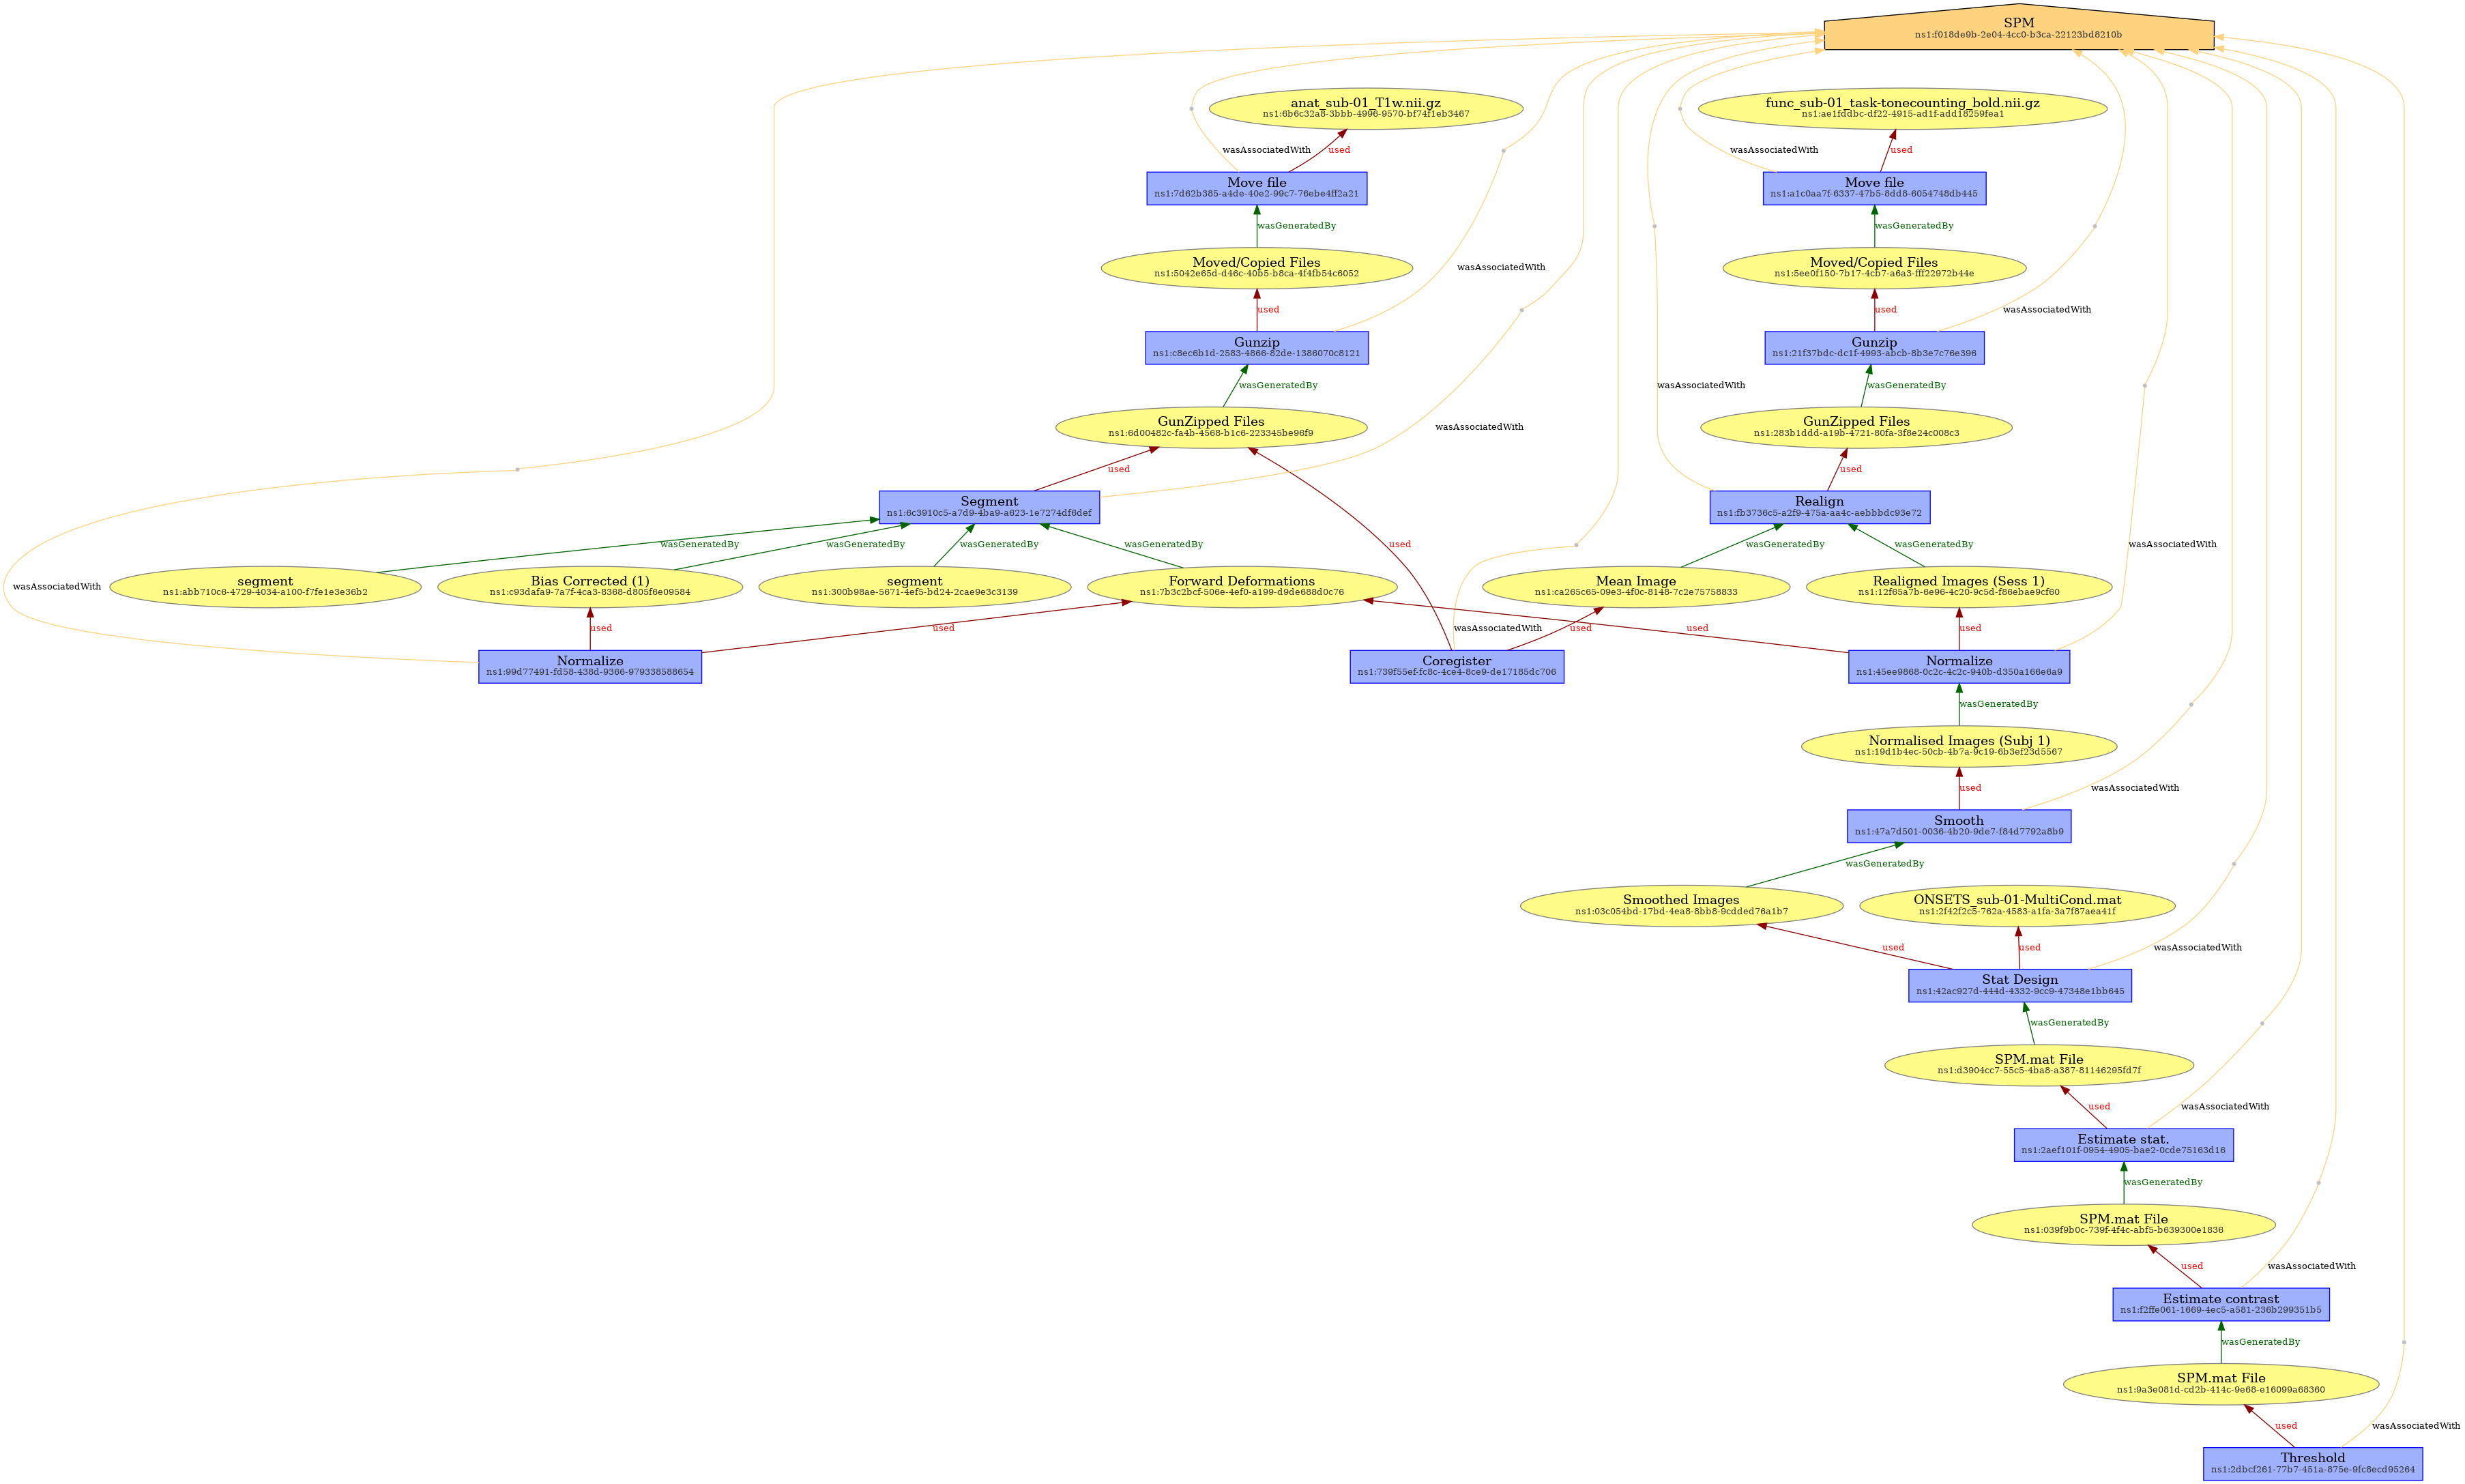 SPM
ns1:f018de9b-2e04-4cc0-b3ca-22123bd8210b
anat_sub-01_T1w.nii.gz
ns1:6b6c32a8-3bbb-4996-9570-bf74f1eb3467
func_sub-01_task-tonecounting_bold.nii.gz
ns1:ae1fddbc-df22-4915-ad1f-add18259fea1
wasAssociatedWith
used
wasAssociatedWith
used
Move file
ns1:7d62b385-a4de-40e2-99c7-76ebe4ff2a21
Move file
ns1:a1c0aa7f-6337-47b5-8dd8-6054748db445
wasGeneratedBy
wasGeneratedBy
Moved/Copied Files
ns1:5042e65d-d46c-40b5-b8ca-4f4fb54c6052
wasAssociatedWith
Moved/Copied Files
ns1:5ee0f150-7b17-4cb7-a6a3-fff22972b44e
used
used
wasAssociatedWith
Gunzip
ns1:c8ec6b1d-2583-4866-82de-1386070c8121
Gunzip
ns1:21f37bdc-dc1f-4993-abcb-8b3e7c76e396
wasGeneratedBy
wasAssociatedWith
wasGeneratedBy
GunZipped Files
ns1:6d00482c-fa4b-4568-b1c6-223345be96f9
wasAssociatedWith
GunZipped Files
ns1:283b1ddd-a19b-4721-80fa-3f8e24c008c3
used
used
Segment
ns1:6c3910c5-a7d9-4ba9-a623-1e7274df6def
Realign
ns1:fb3736c5-a2f9-475a-aa4c-aebbbdc93e72
wasGeneratedBy
wasGeneratedBy
wasGeneratedBy
wasGeneratedBy
used
wasGeneratedBy
wasGeneratedBy
wasAssociatedWith
wasAssociatedWith
segment
ns1:abb710c6-4729-4034-a100-f7fe1e3e36b2
Bias Corrected (1)
ns1:c93dafa9-7a7f-4ca3-8368-d805f6e09584
segment
ns1:300b98ae-5671-4ef5-bd24-2cae9e3c3139
Forward Deformations
ns1:7b3c2bcf-506e-4ef0-a199-d9de688d0c76
Mean Image
ns1:ca265c65-09e3-4f0c-8148-7c2e75758833
Realigned Images (Sess 1)
ns1:12f65a7b-6e96-4c20-9c5d-f86ebae9cf60
used
used
wasAssociatedWith
used
used
used
Normalize
ns1:99d77491-fd58-438d-9366-979338588654
Coregister
ns1:739f55ef-fc8c-4ce4-8ce9-de17185dc706
Normalize
ns1:45ee9868-0c2c-4c2c-940b-d350a166e6a9
wasGeneratedBy
Normalised Images (Subj 1)
ns1:19d1b4ec-50cb-4b7a-9c19-6b3ef23d5567
used
wasAssociatedWith
Smooth
ns1:47a7d501-0036-4b20-9de7-f84d7792a8b9
wasGeneratedBy
Smoothed Images
ns1:03c054bd-17bd-4ea8-8bb8-9cdded76a1b7
ONSETS_sub-01-MultiCond.mat
ns1:2f42f2c5-762a-4583-a1fa-3a7f87aea41f
used
used
wasAssociatedWith
Stat Design
ns1:42ac927d-444d-4332-9cc9-47348e1bb645
wasGeneratedBy
SPM.mat File
ns1:d3904cc7-55c5-4ba8-a387-81146295fd7f
used
wasAssociatedWith
Estimate stat.
ns1:2aef101f-0954-4905-bae2-0cde75163d16
wasGeneratedBy
SPM.mat File
ns1:039f9b0c-739f-4f4c-abf5-b639300e1836
used
wasAssociatedWith
Estimate contrast
ns1:f2ffe061-1669-4ec5-a581-236b299351b5
wasGeneratedBy
SPM.mat File
ns1:9a3e081d-cd2b-414c-9e68-e16099a68360
used
wasAssociatedWith
Threshold
ns1:2dbcf261-77b7-451a-875e-9fc8ecd95264